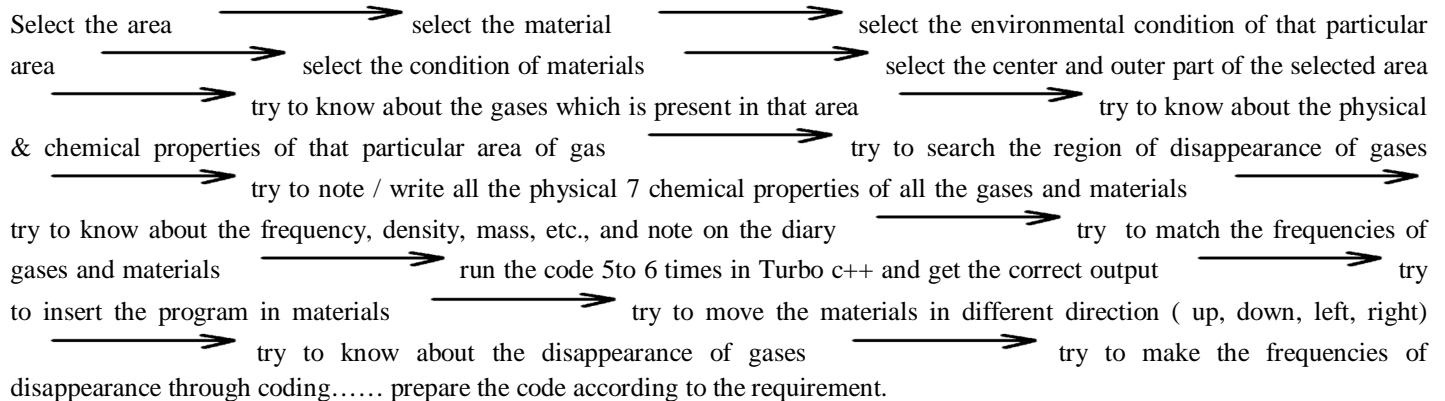 Select the area select the material select the environmental condition of that particular
area select the condition of materials select the center and outer part of the selected area
try to know about the gases which is present in that area try to know about the physical
& chemical properties of that particular area of gas try to search the region of disappearance of gases
try to note / write all the physical 7 chemical properties of all the gases and materials
try to know about the frequency, density, mass, etc., and note on the diary try to match the frequencies of
gases and materials run the code 5to 6 times in Turbo c++ and get the correct output try
to insert the program in materials try to move the materials in different direction ( up, down, left, right)
try to know about the disappearance of gases try to make the frequencies of
disappearance through coding…… prepare the code according to the requirement.